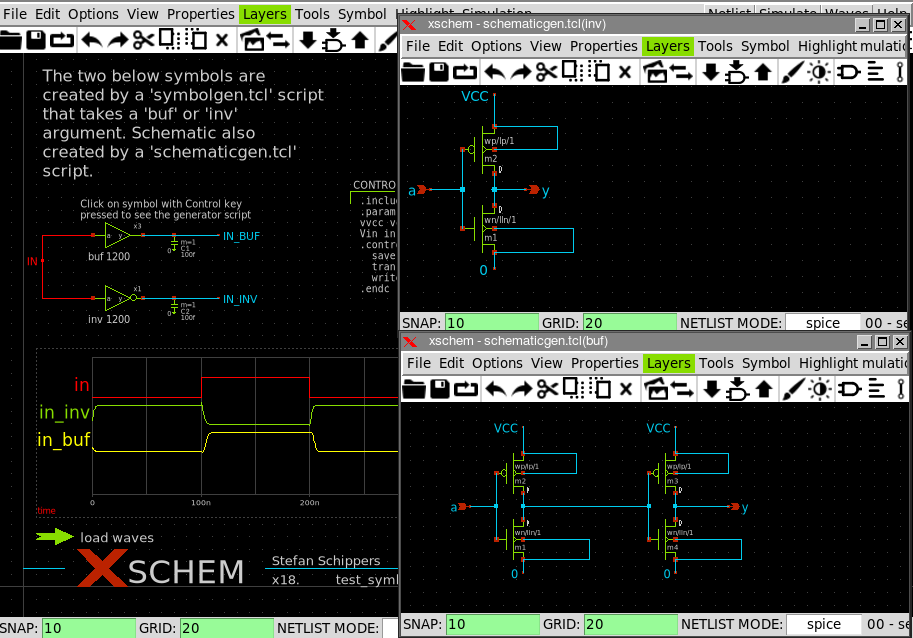 File Edit Options View Properties Layers Tools Symbol Highlight Simulation Netlist Simulate Waves Help
The two below symbols are
created by a 'symbolgen.tcl' script
that takes a 'buf' or 'inv'
argument. Schematic also
created by a 'schematicgen.tcl'
script.
Click on symbol with Control key
pressed to see the generator script
IN
a y
x3
buf 1200
m=1
C1
100f
0
IN_BUF
a y
x1
inv 1200
m=1
C2
100f
0
IN_INV
CONTRO
.inclu
.param
vvcc v
Vin in
.contr
save
tran
writ
.endc
in
in_inv
in_buf
time
0 100n 200n
load waves
XSCHEM
Stefan Schippers
x18. test_sym
SNAP: 10 GRID: 20 NETLIST MODE:
xschem - schematicgen.tcl(inv)
File Edit Options View Properties Layers Tools Symbol Highlight mulatio
VCC
wp/lp/1
m2
D
a
y
D
wn/lln/1
m1
0
SNAP: 10 GRID: 20 NETLIST MODE: spice 00 - se
xschem - schematicgen.tcl(buf)
File Edit Options View Properties Layers Tools Symbol Highlight mulatio
VCC VCC
wp/lp/1 wp/lp/1
m2 m3
D D
a y
D D
wn/lln/1 wn/lln/1
m1 m4
0 0
SNAP: 10 GRID: 20 NETLIST MODE: spice 00 - se